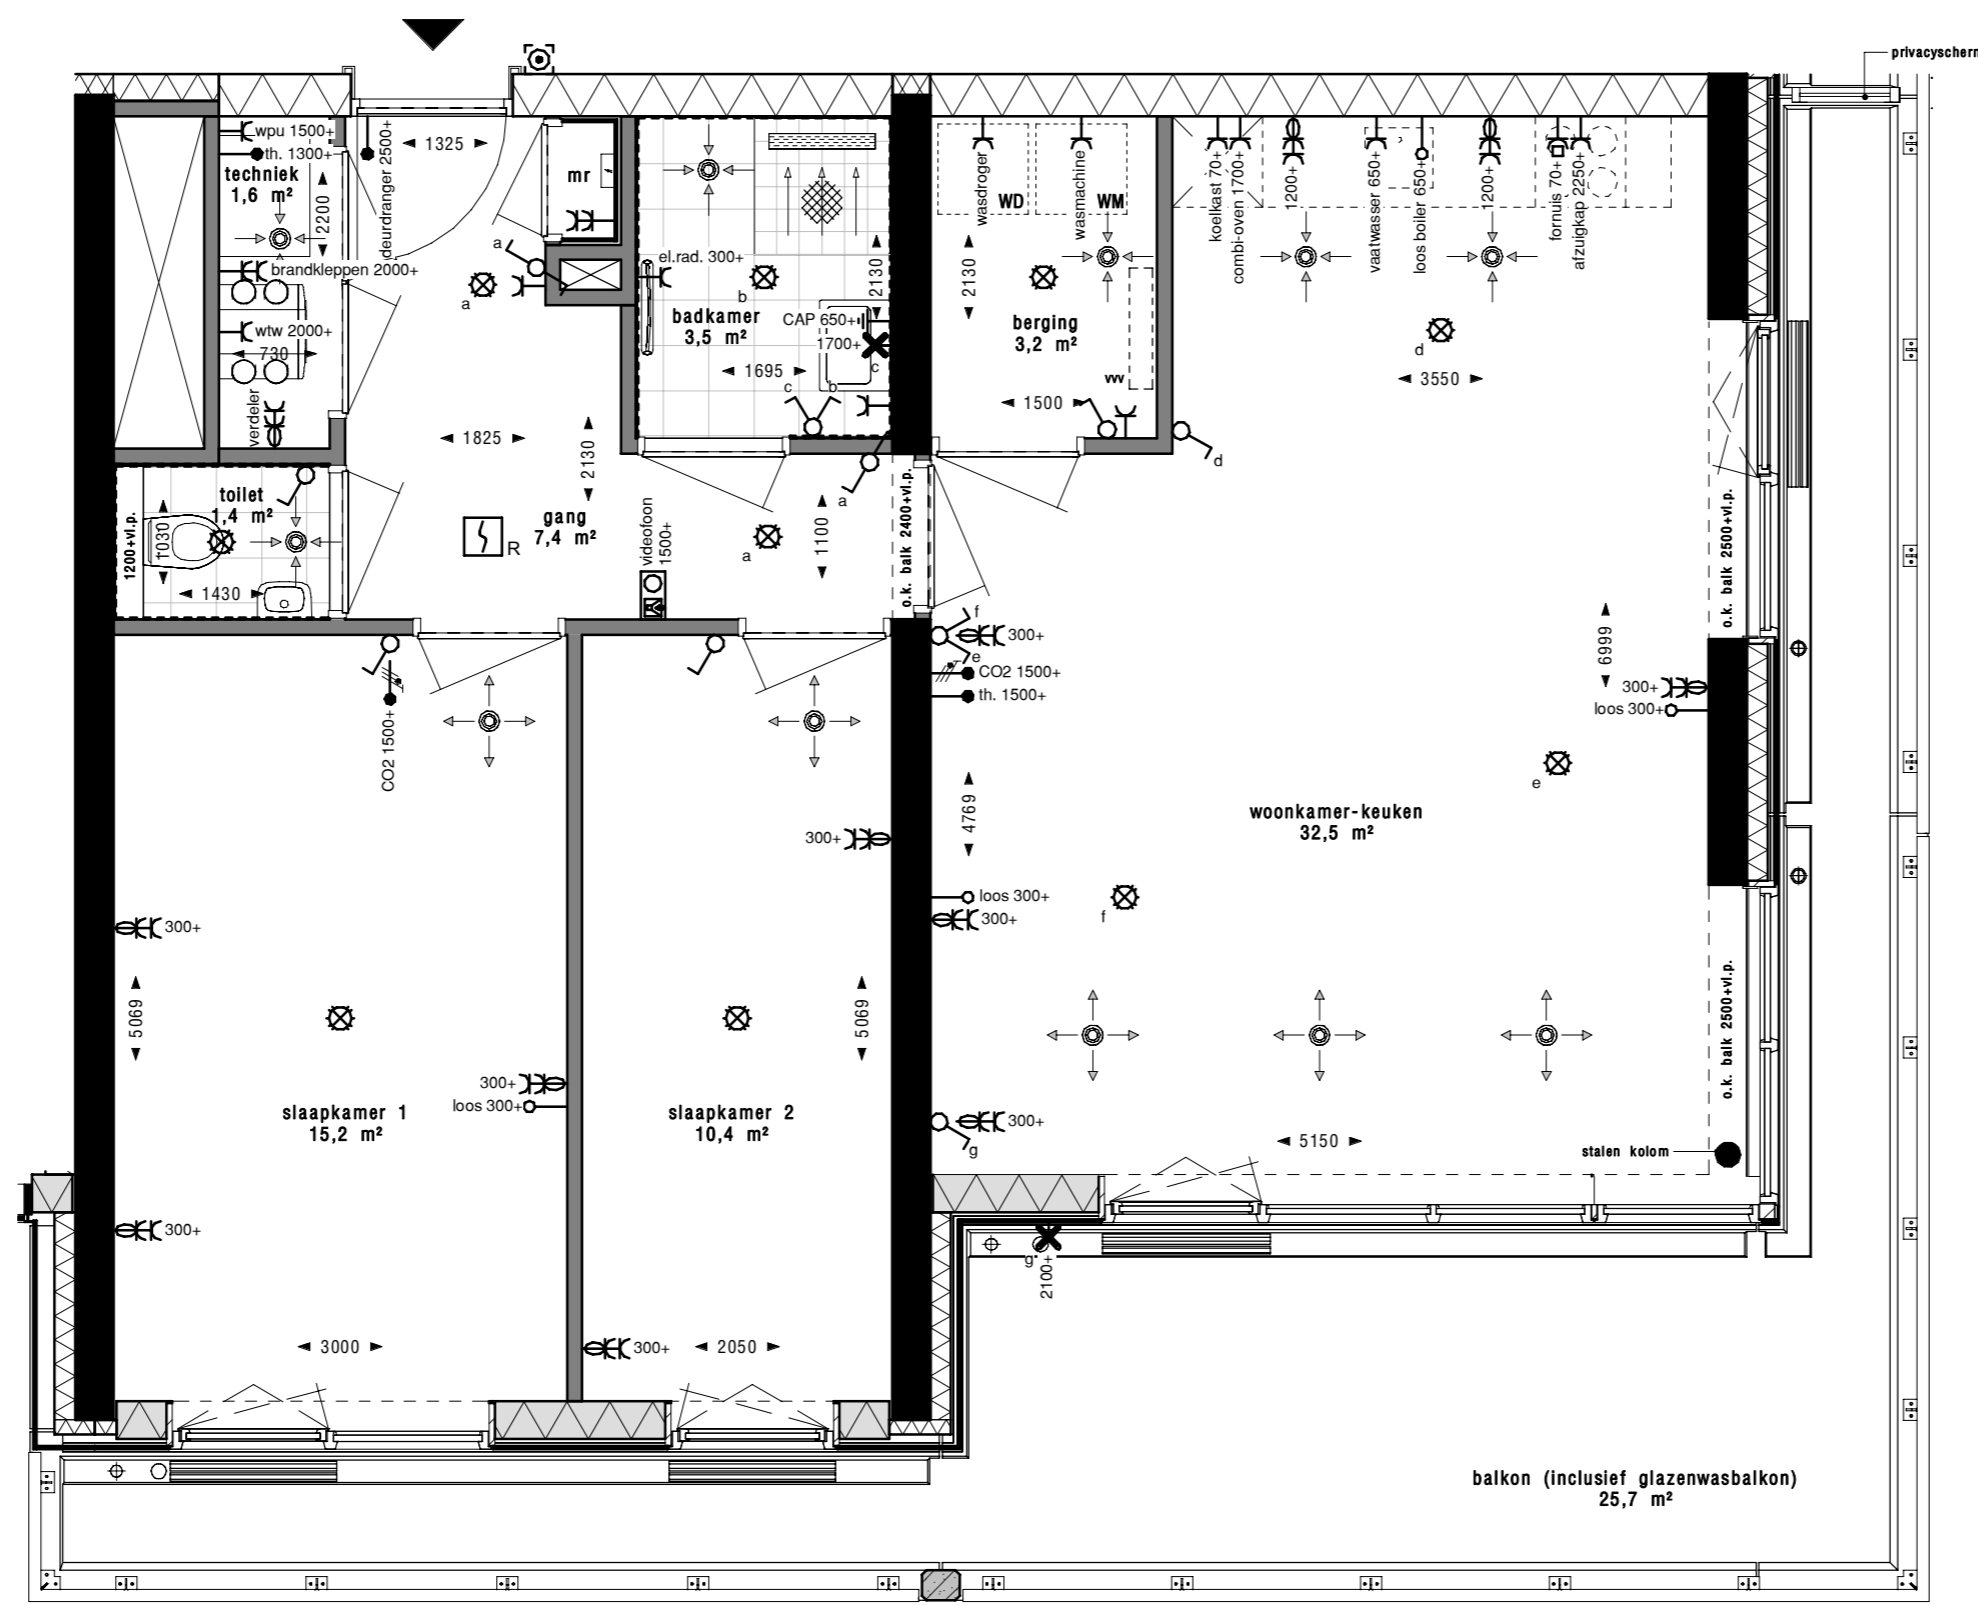 privacyscherm
wpu 1500+
th. 1300+
techniek
1,6 m²
2200
deurdranger 2500+
1325
mr
brandkleppen 2000+
wtw 2000+
730
verdeler
a
a
el.rad. 300+
b
badkamer
3,5 m²
2130
CAP 650+
1700+
c
1695
c
b
wasdroger
WD
wasmachine
WM
2130
berging
3,2 m²
vvv
1500
d
koelkast 70+
combi-oven 1700+
1200+
vaatwasser 650+
loos boiler 650+
1200+
fornuis 70+
afzuigkap 2250+
d
3550
1825
2130
toilet
1,4 m²
1200+vl.p.
1030
1430
R
gang
7,4 m²
videofoon
1500+
a
1100
a
o.k. balk 2400+vl.p.
o.k. balk 2500+vl.p.
f
300+
e
CO2 1500+
th. 1500+
6999
300+
loos 300+
CO2 1500+
e
4769
woonkamer-keuken
32,5 m²
300+
loos 300+
300+
f
300+
5069
5069
o.k. balk 2500+vl.p.
300+
loos 300+
slaapkamer 1
15,2 m²
slaapkamer 2
10,4 m²
300+
g
5150
stalen kolom
300+
g
2100+
3000
300+
2050
balkon (inclusief glazenwasbalkon)
25,7 m²